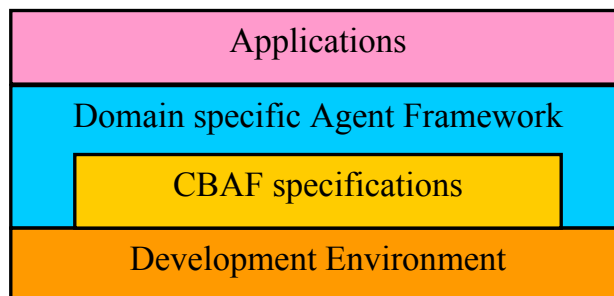 Applications
Domain specific Agent Framework
CBAF specifications
Development Environment